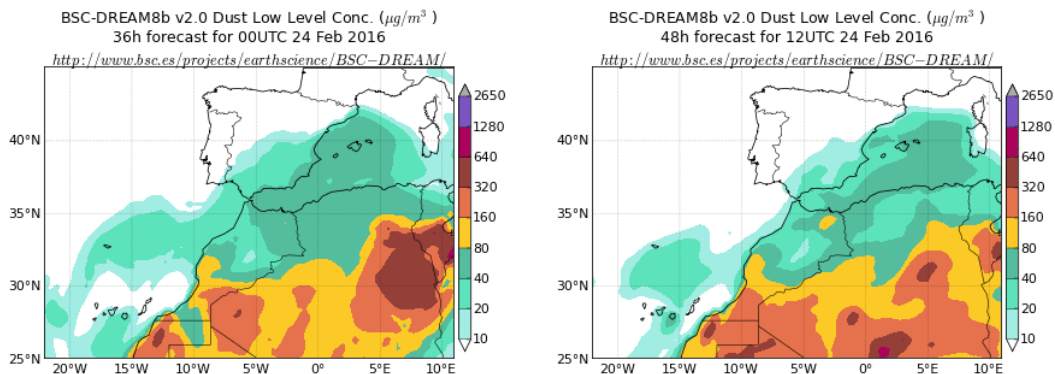 BSC-DREAM8b v2.0 Dust Low Level Conc. (μg/m³ )
36h forecast for 00UTC 24 Feb 2016
http://www.bsc.es/projects/earthscience/BSC−DREAM/
40°N
35°N
30°N
25°N
20°W
15°W
10°W
5°W
0°
5°E
10°E
2650
1280
640
320
160
80
40
20
10
BSC-DREAM8b v2.0 Dust Low Level Conc. (μg/m³ )
48h forecast for 12UTC 24 Feb 2016
http://www.bsc.es/projects/earthscience/BSC−DREAM/
40°N
35°N
30°N
25°N
20°W
15°W
10°W
5°W
0°
5°E
10°E
2650
1280
640
320
160
80
40
20
10